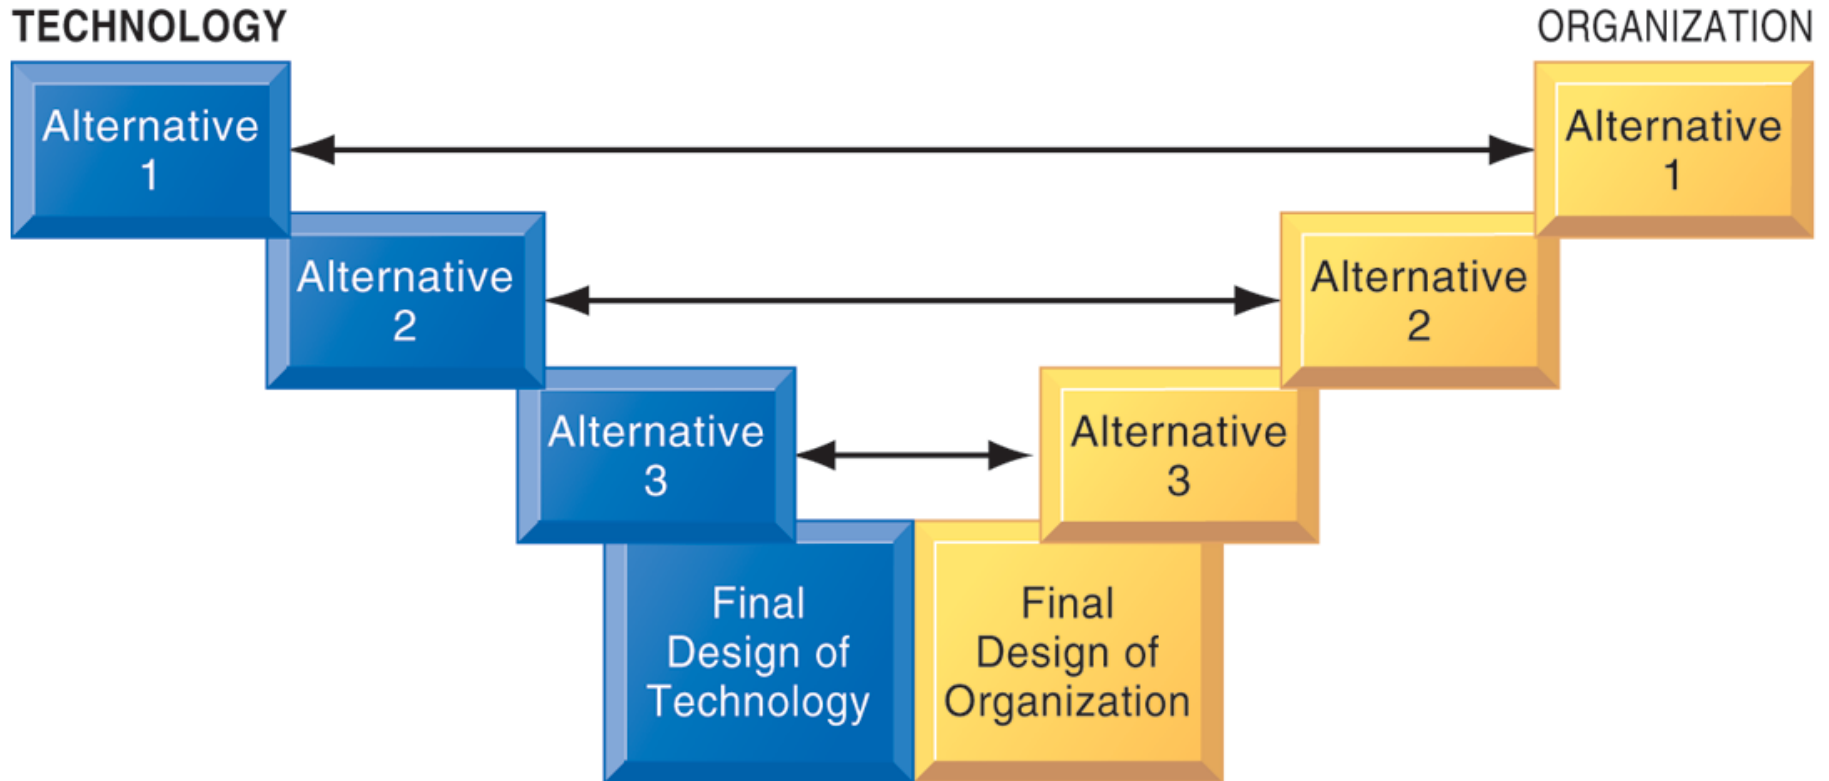 TECHNOLOGY
ORGANIZATION
Alternative
1
Alternative
1
Alternative
2
Alternative
2
Alternative
3
Alternative
3
Final
Design of
Technology
Final
Design of
Organization